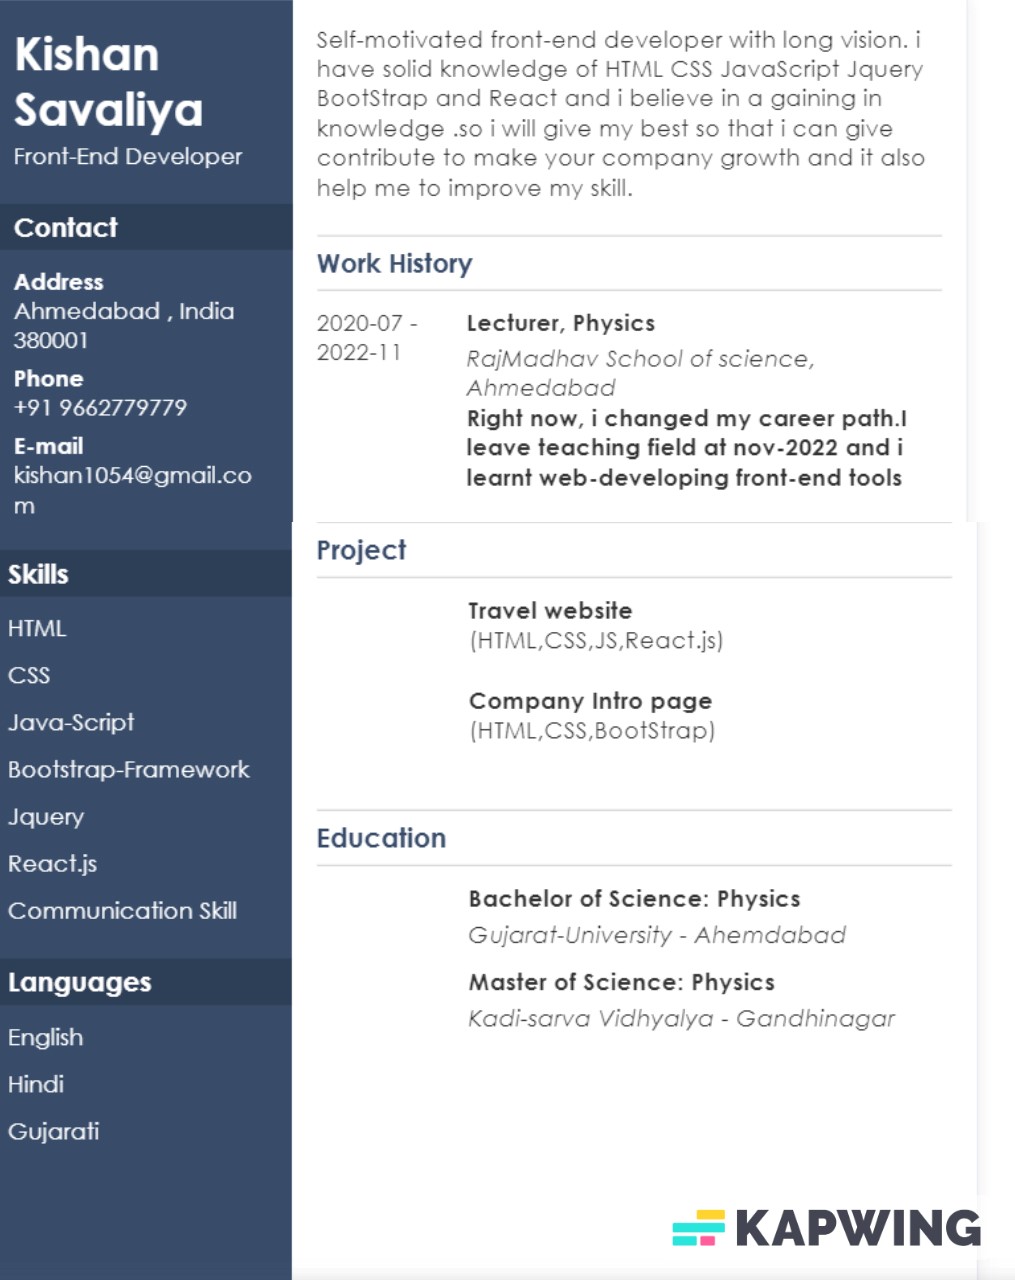 Kishan
Savaliya
Front-End Developer
Contact
Address
Ahmedabad , India
380001
Phone
+91 9662779779
E-mail
kishan1054@gmail.co
m
Skills
HTML
CSS
Java-Script
Bootstrap-Framework
Jquery
React.js
Communication Skill
Languages
English
Hindi
Gujarati
Self-motivated front-end developer with long vision. i
have solid knowledge of HTML CSS JavaScript Jquery
BootStrap and React and i believe in a gaining in
knowledge .so i will give my best so that i can give
contribute to make your company growth and it also
help me to improve my skill.
Work History
2020-07 -
2022-11
Lecturer, Physics
RajMadhav School of science,
Ahmedabad
Right now, i changed my career path.I
leave teaching field at nov-2022 and i
learnt web-developing front-end tools
Project
Travel website
(HTML,CSS,JS,React.js)
Company Intro page
(HTML,CSS,BootStrap)
Education
Bachelor of Science: Physics
Gujarat-University - Ahemdabad
Master of Science: Physics
Kadi-sarva Vidhyalya - Gandhinagar
KAPWING